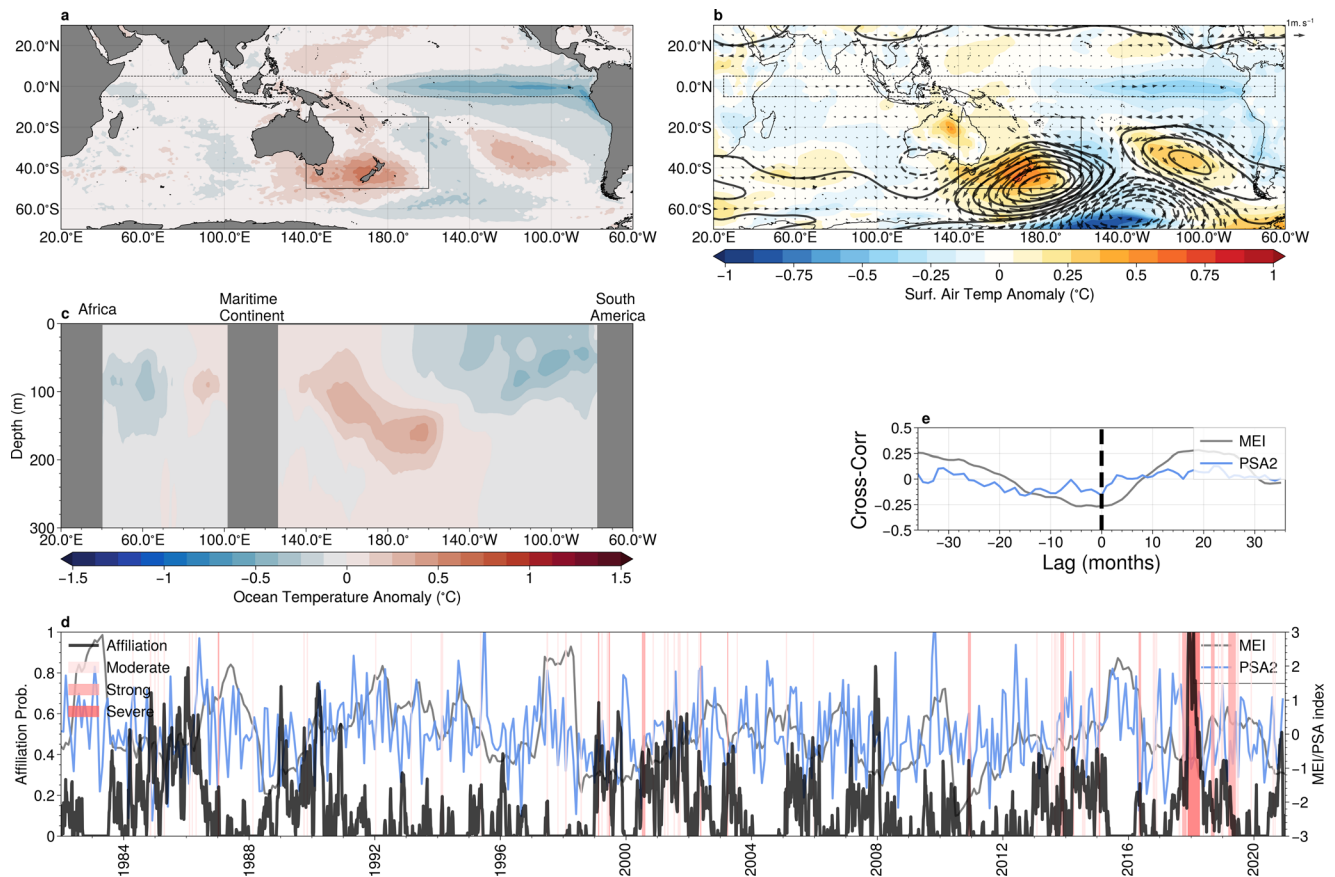 a
20.0°N
0.0°N
20.0°S
40.0°S
60.0°S
20.0°E 60.0°E 100.0°E 140.0°E 180.0° 140.0°W 100.0°W 60.0°W
b
1m. s⁻¹
20.0°N
0.0°N
20.0°S
40.0°S
60.0°S
20.0°E 60.0°E 100.0°E 140.0°E 180.0° 140.0°W 100.0°W 60.0°W
−1 −0.75 −0.5 −0.25 0 0.25 0.5 0.75 1
Surf. Air Temp Anomaly (°C)
c
Africa
Maritime
Continent
South
America
0
100
200
300
Depth (m)
20.0°E 60.0°E 100.0°E 140.0°E 180.0° 140.0°W 100.0°W 60.0°W
−1.5 −1 −0.5 0 0.5 1 1.5
Ocean Temperature Anomaly (°C)
e
0.5
0.25
0
−0.25
−0.5
Cross-Corr
MEI
PSA2
−30 −20 −10 0 10 20 30
Lag (months)
d
1
0.8
0.6
0.4
0.2
0
Affiliation Prob.
Affiliation
Moderate
Strong
Severe
MEI
PSA2
3
2
1
0
−1
−2
−3
MEI/PSA index
1984 1988 1992 1996 2000 2004 2008 2012 2016 2020